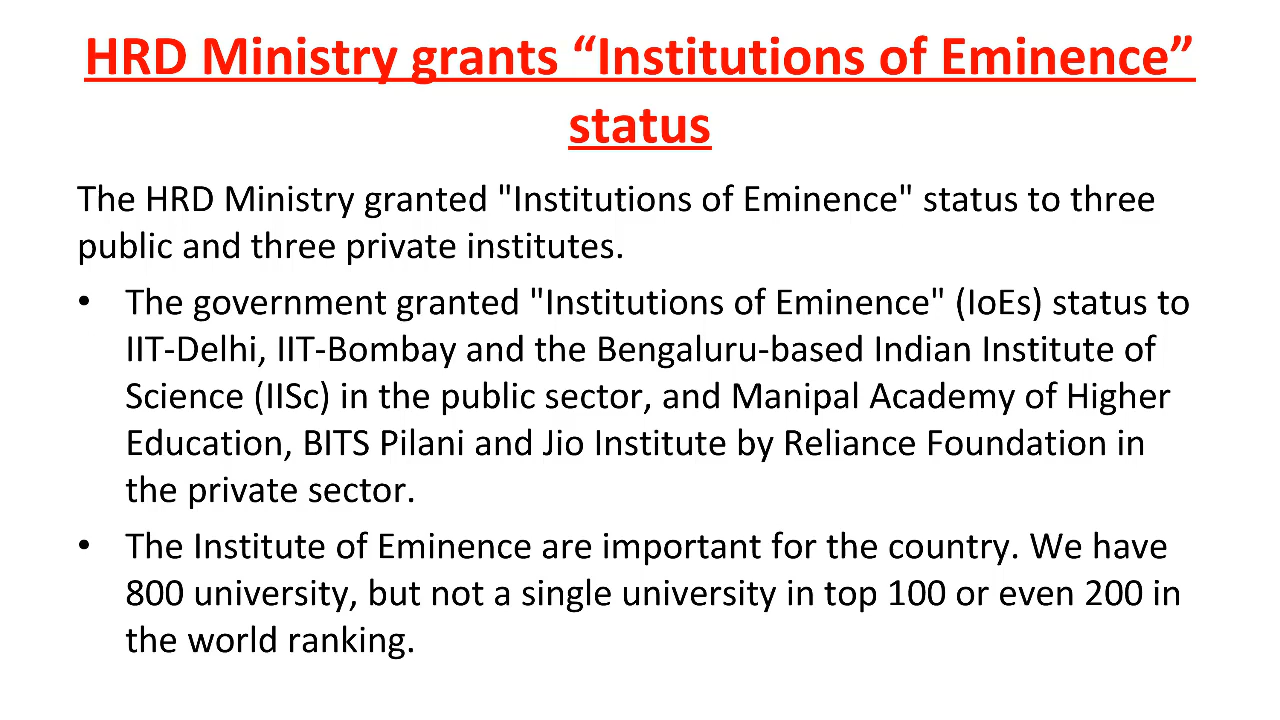 HRD Ministry grants “Institutions of Eminence”
status
The HRD Ministry granted "Institutions of Eminence" status to three
public and three private institutes.
• The government granted "Institutions of Eminence" (IoEs) status to
IIT-Delhi, IIT-Bombay and the Bengaluru-based Indian Institute of
Science (IISc) in the public sector, and Manipal Academy of Higher
Education, BITS Pilani and Jio Institute by Reliance Foundation in
the private sector.
• The Institute of Eminence are important for the country. We have
800 university, but not a single university in top 100 or even 200 in
the world ranking.